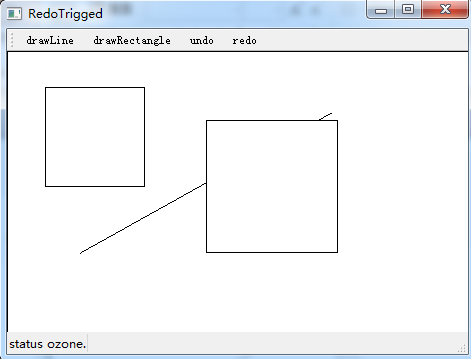 RedoTrigged
drawLine drawRectangle undo redo
status ozone.